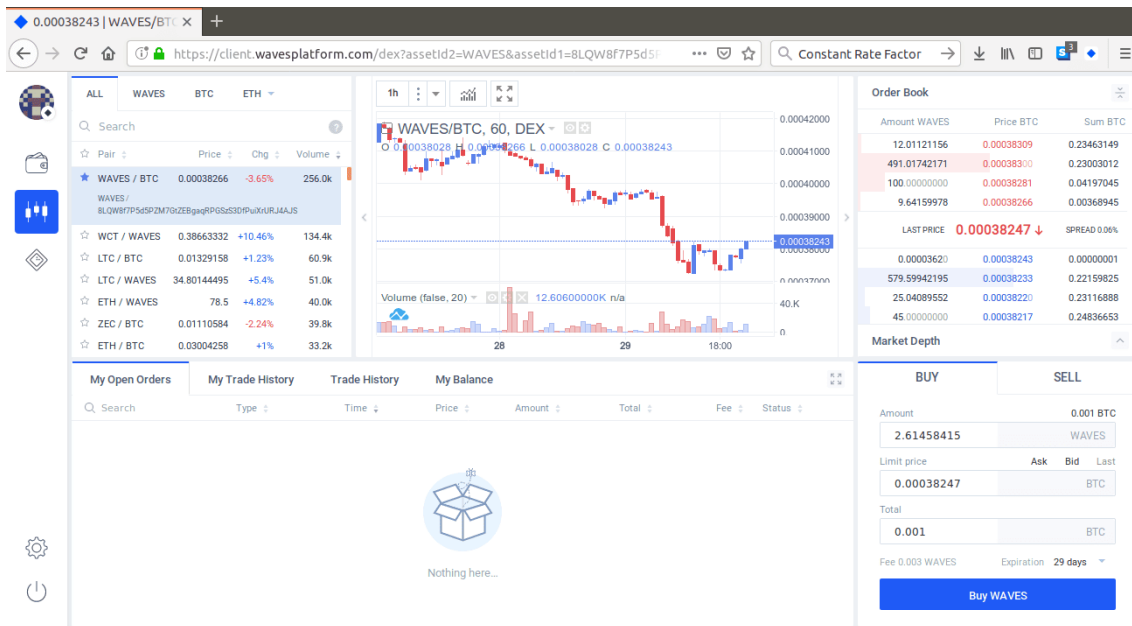 0.00038243 | WAVES/BTC
https://client.wavesplatform.com/dex?assetId2=WAVES&assetId1=8LQW8f7P5d5P
Constant Rate Factor
3
ALL WAVES BTC ETH
Search
Pair Price Chg Volume
WAVES / BTC 0.00038266 -3.65% 256.0k
WAVES /
8LQW8f7P5d5PZM7GtZEBgaqRPGSzS3DfPuiXrURJ4AJS
WCT / WAVES 0.38663332 +10.46% 134.4k
LTC / BTC 0.01329158 +1.23% 60.9k
LTC / WAVES 34.80144495 +5.4% 51.0k
ETH / WAVES 78.5 +4.82% 40.0k
ZEC / BTC 0.01110584 -2.24% 39.8k
ETH / BTC 0.03004258 +1% 33.2k
1h
WAVES/BTC, 60, DEX
O 0.00038028 H 0.00038266 L 0.00038028 C 0.00038243
0.00042000
0.00041000
0.00040000
0.00039000
0.00038243
0.00038000
0.00037000
Volume (false, 20) 12.60600000K n/a
40.K
0
28 29 18:00
Order Book
Amount WAVES Price BTC Sum BTC
12.01121156 0.00038309 0.23463149
491.01742171 0.00038300 0.23003012
100.00000000 0.00038281 0.04197045
9.64159978 0.00038266 0.00368945
LAST PRICE 0.00038247 ↓ SPREAD 0.06%
0.00003620 0.00038243 0.00000001
579.59942195 0.00038233 0.22159825
25.04089552 0.00038220 0.23116888
45.00000000 0.00038217 0.24836653
Market Depth
My Open Orders My Trade History Trade History My Balance
Search Type Time Price Amount Total Fee Status
Nothing here...
BUY SELL
Amount 0.001 BTC
2.61458415 WAVES
Limit price Ask Bid Last
0.00038247 BTC
Total
0.001 BTC
Fee 0.003 WAVES Expiration 29 days
Buy WAVES